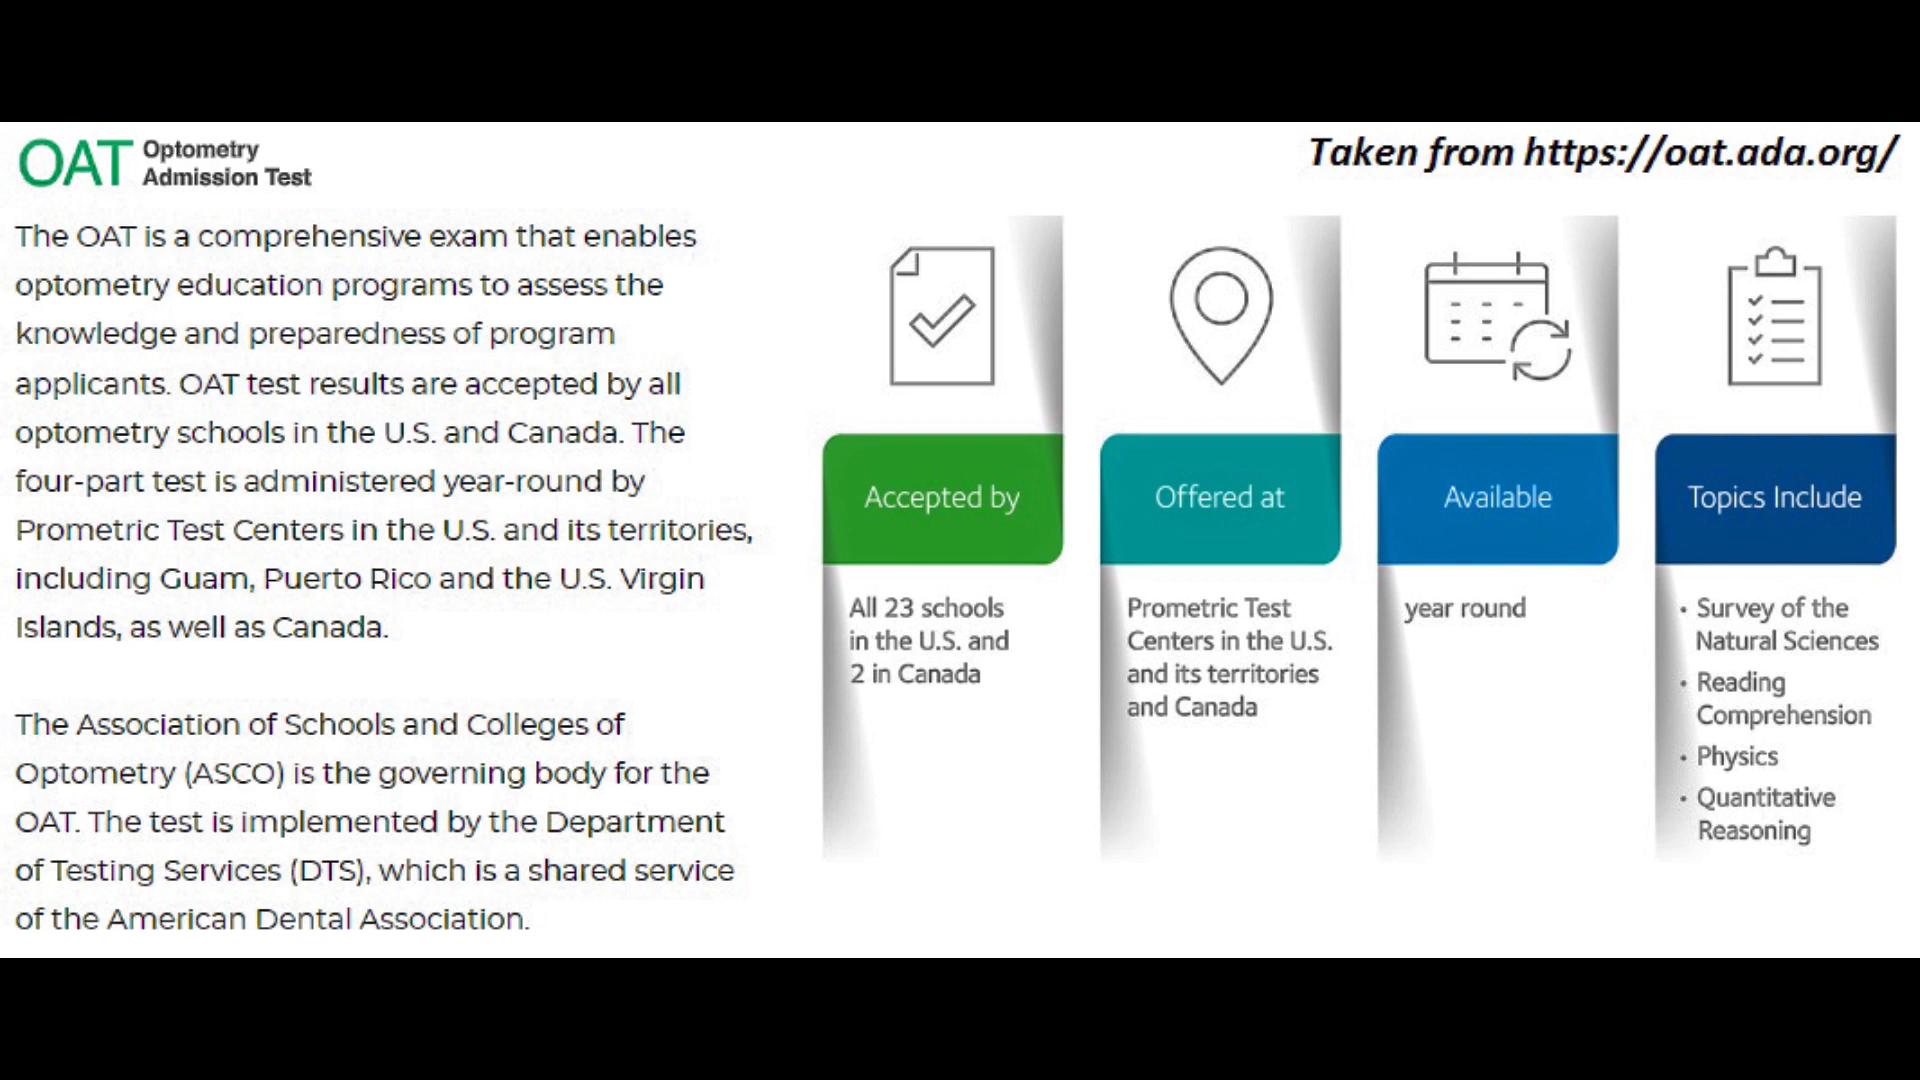 OAT Optometry
Admission Test
Taken from https://oat.ada.org/
The OAT is a comprehensive exam that enables
optometry education programs to assess the
knowledge and preparedness of program
applicants. OAT test results are accepted by all
optometry schools in the U.S. and Canada. The
four-part test is administered year-round by
Prometric Test Centers in the U.S. and its territories,
including Guam, Puerto Rico and the U.S. Virgin
Islands, as well as Canada.
The Association of Schools and Colleges of
Optometry (ASCO) is the governing body for the
OAT. The test is implemented by the Department
of Testing Services (DTS), which is a shared service
of the American Dental Association.
Accepted by
All 23 schools
in the U.S. and
2 in Canada
Offered at
Prometric Test
Centers in the U.S.
and its territories
and Canada
Available
year round
Topics Include
• Survey of the
Natural Sciences
• Reading
Comprehension
• Physics
• Quantitative
Reasoning